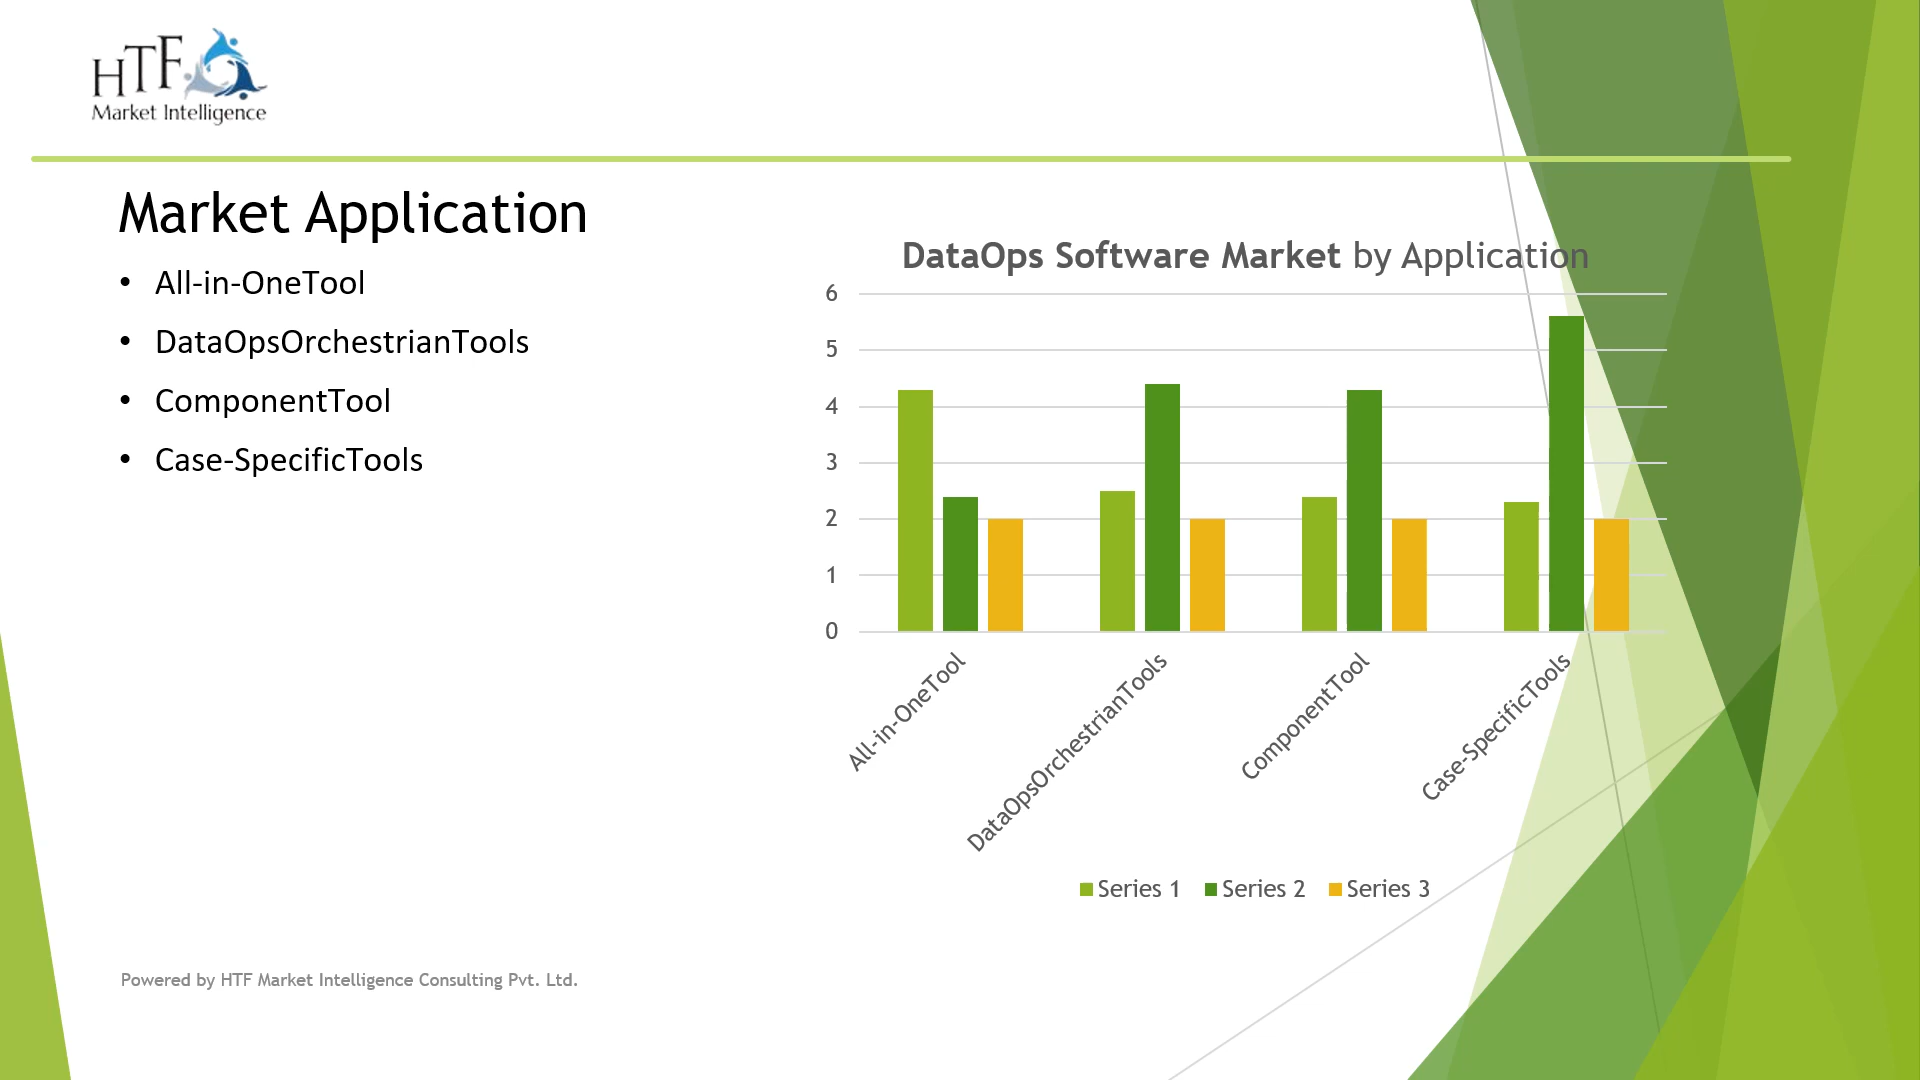 HTF
Market Intelligence
Market Application
• All-in-OneTool
• DataOpsOrchestrianTools
• ComponentTool
• Case-SpecificTools
DataOps Software Market by Application
6
5
4
3
2
1
0
All-in-OneTool
DataOpsOrchestrianTools
ComponentTool
Case-SpecificTools
Series 1 Series 2 Series 3
Powered by HTF Market Intelligence Consulting Pvt. Ltd.